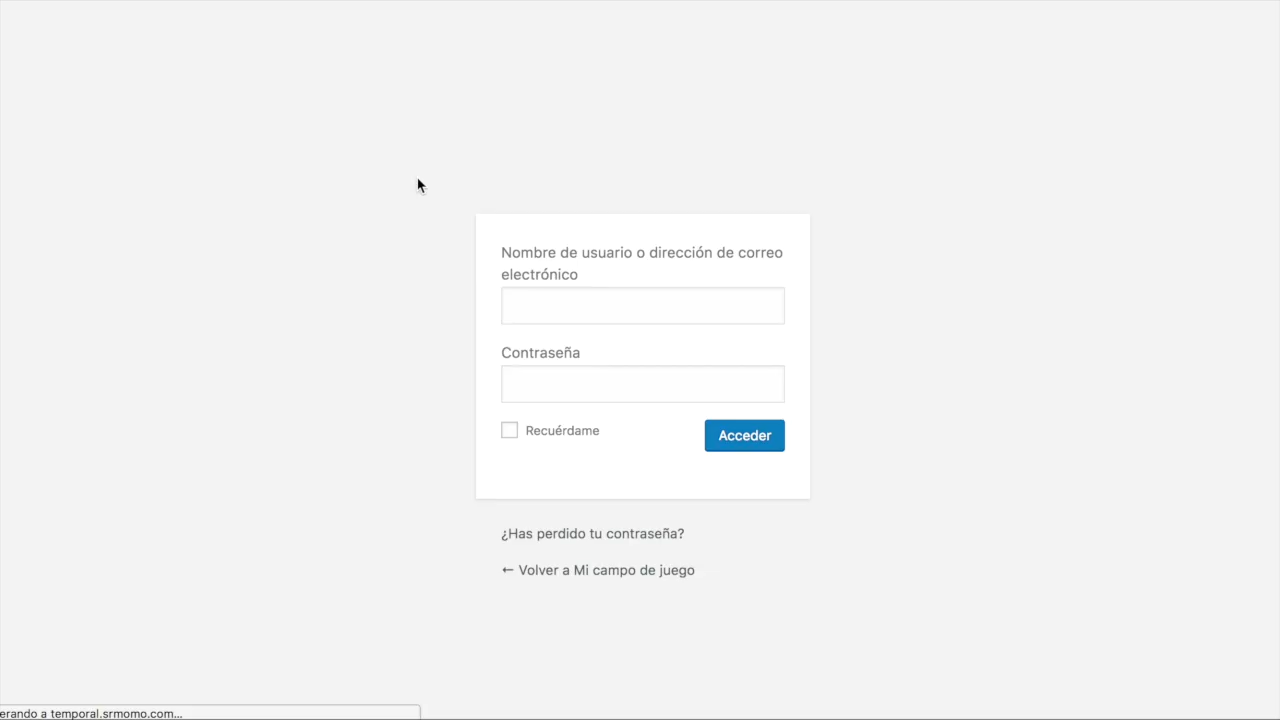 Nombre de usuario o dirección de correo
electrónico
Contraseña
Recuérdame
Acceder
¿Has perdido tu contraseña?
← Volver a Mi campo de juego
erando a temporal.srmomo.com...